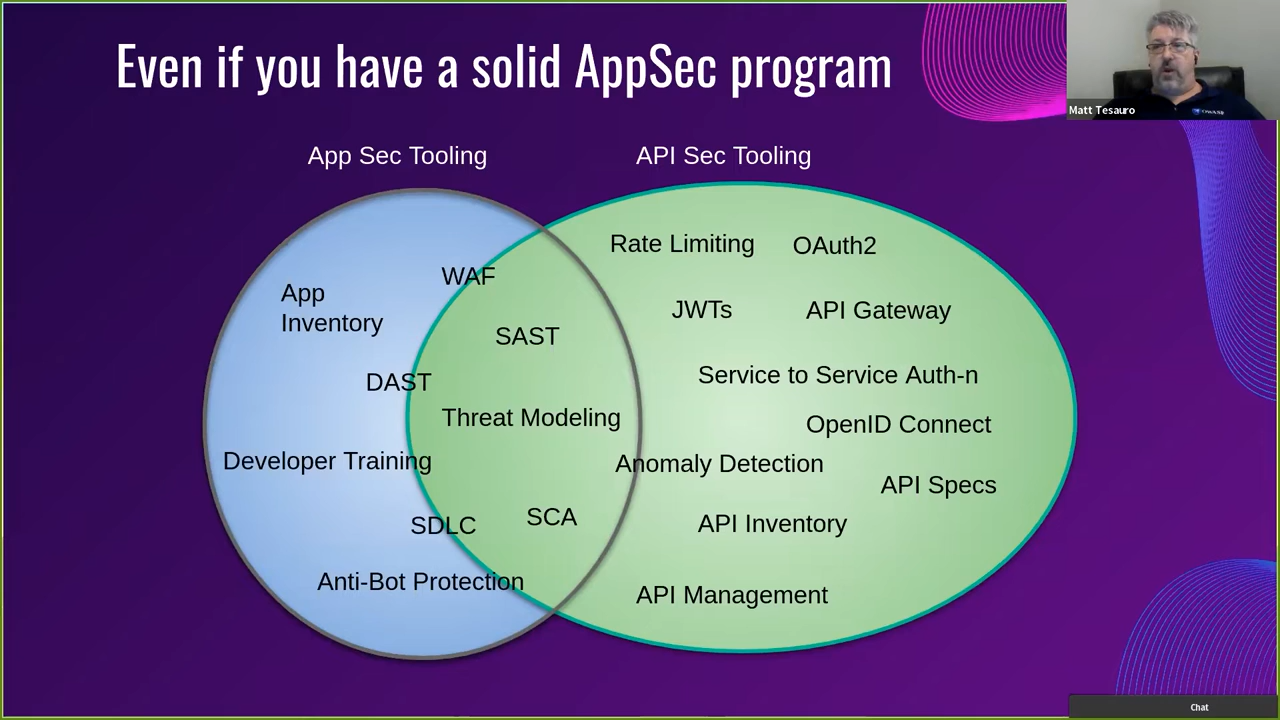 Even if you have a solid AppSec program
Matt Tesauro
App Sec Tooling
API Sec Tooling
Rate Limiting
OAuth2
WAF
App
Inventory
JWTs
API Gateway
SAST
DAST
Service to Service Auth-n
Threat Modeling
OpenID Connect
Developer Training
Anomaly Detection
API Specs
SDLC
SCA
API Inventory
Anti-Bot Protection
API Management
Chat